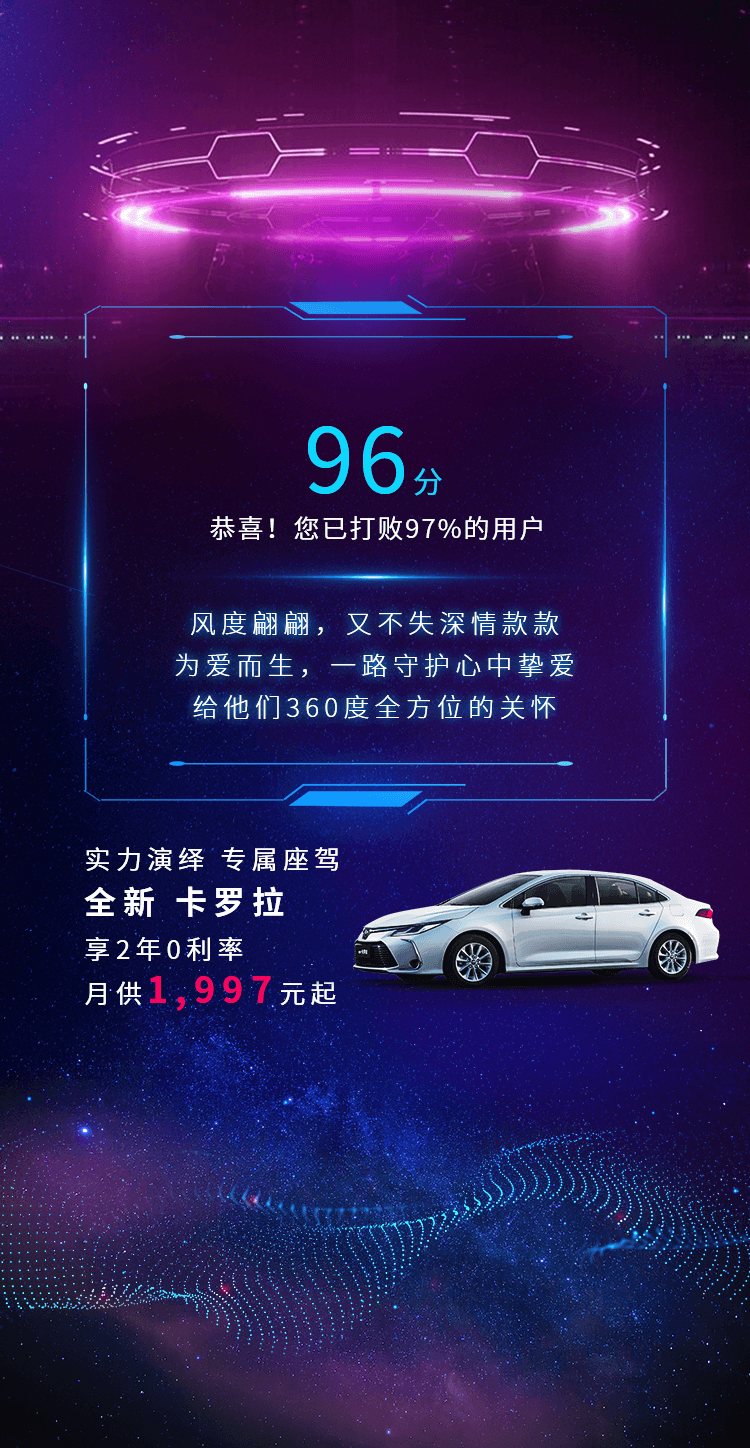 96分
恭喜！您已打败97%的用户
风度翩翩，又不失深情款款
为爱而生，一路守护心中挚爱
给他们360度全方位的关怀
实力演绎 专属座驾
全新 卡罗拉
享2年0利率
月供1,997元起